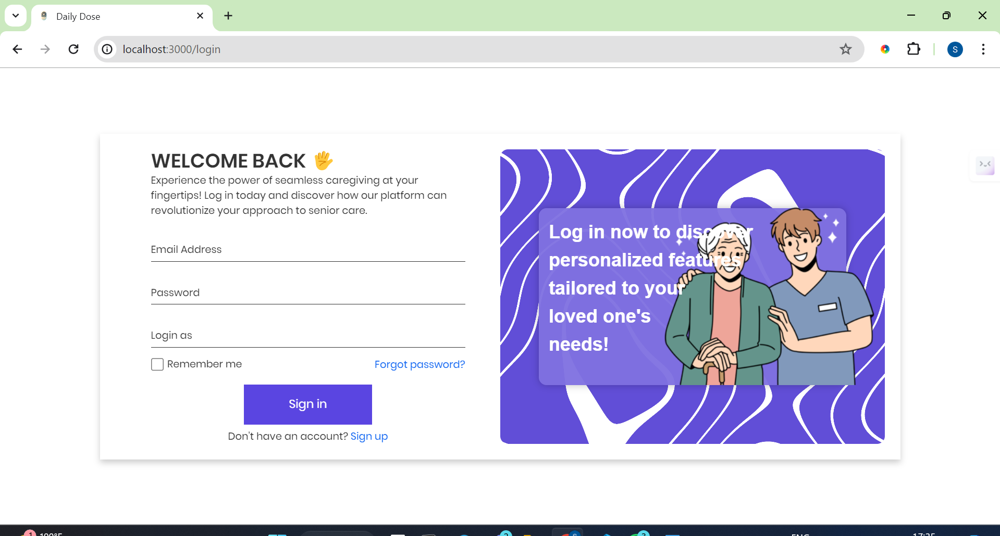 Daily Dose
localhost:3000/login
S
WELCOME BACK 🖐
Experience the power of seamless caregiving at your
fingertips! Log in today and discover how our platform can
revolutionize your approach to senior care.
Email Address
Password
Login as
Remember me
Forgot password?
Sign in
Don't have an account? Sign up
Log in now to discover
personalized features
tailored to your
loved one's
needs!